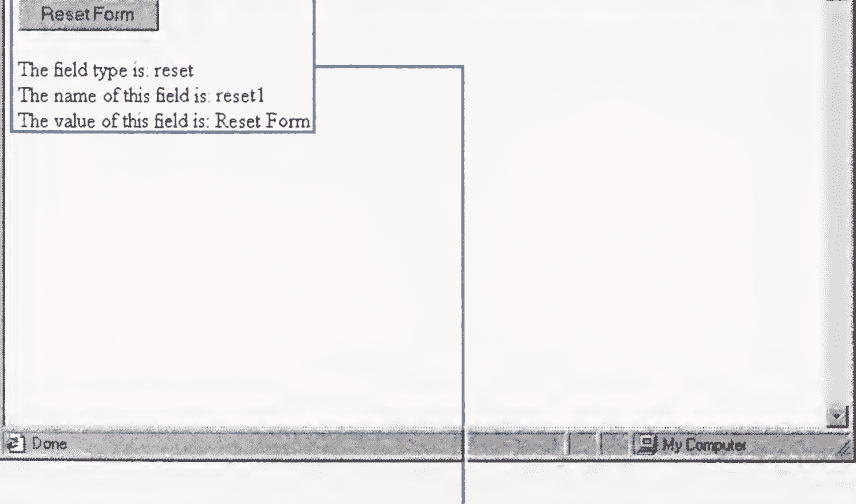 Reset Form
The field type is: reset
The name of this field is: reset1
The value of this field is: Reset Form
Done
My Computer